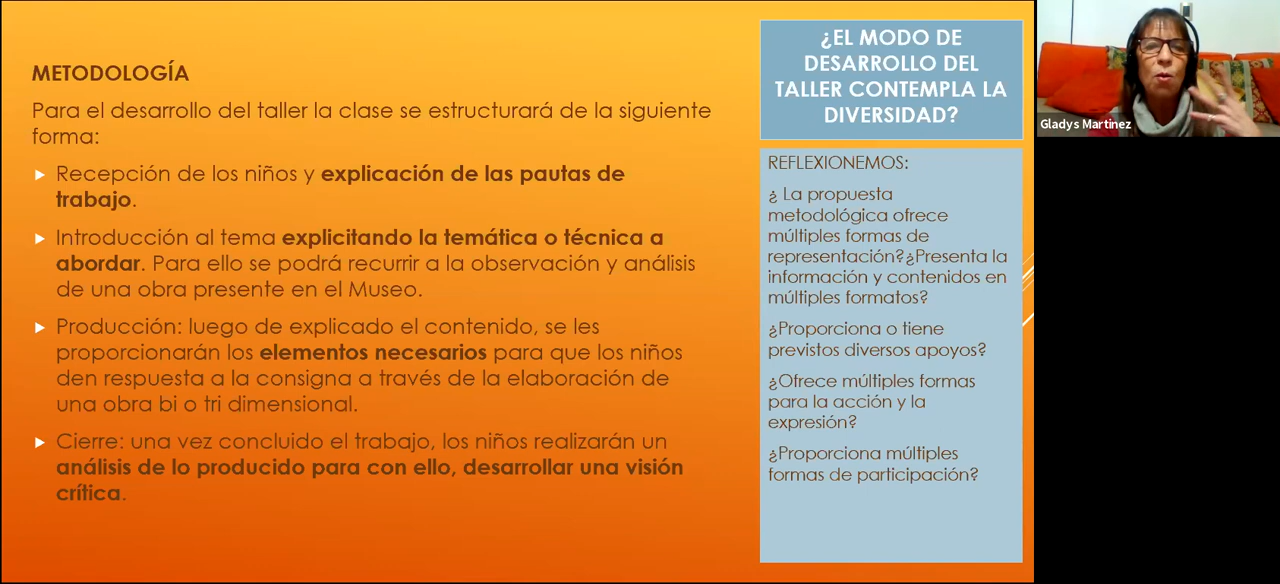 METODOLOGÍA
Para el desarrollo del taller la clase se estructurará de la siguiente
forma:
Recepción de los niños y explicación de las pautas de
trabajo.
Introducción al tema explicitando la temática o técnica a
abordar. Para ello se podrá recurrir a la observación y análisis
de una obra presente en el Museo.
Producción: luego de explicado el contenido, se les
proporcionarán los elementos necesarios para que los niños
den respuesta a la consigna a través de la elaboración de
una obra bi o tri dimensional.
Cierre: una vez concluido el trabajo, los niños realizarán un
análisis de lo producido para con ello, desarrollar una visión
crítica.
¿EL MODO DE
DESARROLLO DEL
TALLER CONTEMPLA LA
DIVERSIDAD?
REFLEXIONEMOS:
¿ La propuesta
metodológica ofrece
múltiples formas de
representación?¿Presenta la
información y contenidos en
múltiples formatos?
¿Proporciona o tiene
previstos diversos apoyos?
¿Ofrece múltiples formas
para la acción y la
expresión?
¿Proporciona múltiples
formas de participación?
Gladys Martinez